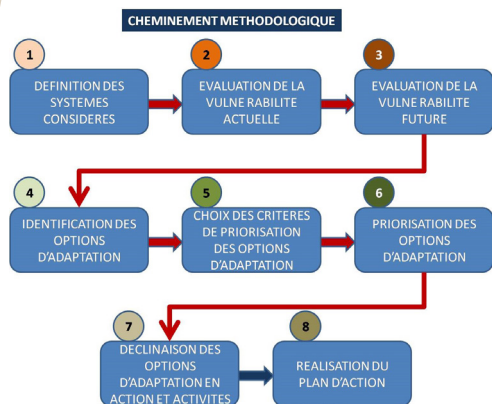 CHEMINEMENT METHODOLOGIQUE
1
DEFINITION DES
SYSTEMES
CONSIDERES
2
EVALUATION DE LA
VULNE RABILITE
ACTUELLE
3
EVALUATION DE LA
VULNE RABILITE
FUTURE
4
IDENTIFICATION DES
OPTIONS
D'ADAPTATION
5
CHOIX DES CRITERES
DE PRIORISATION
DES OPTIONS
D'ADAPTATION
6
PRIORISATION DES
OPTIONS
D'ADAPTATION
7
DECLINAISON DES
OPTIONS
D'ADAPTATION EN
ACTION ET ACTIVITES
8
REALISATION DU
PLAN D'ACTION